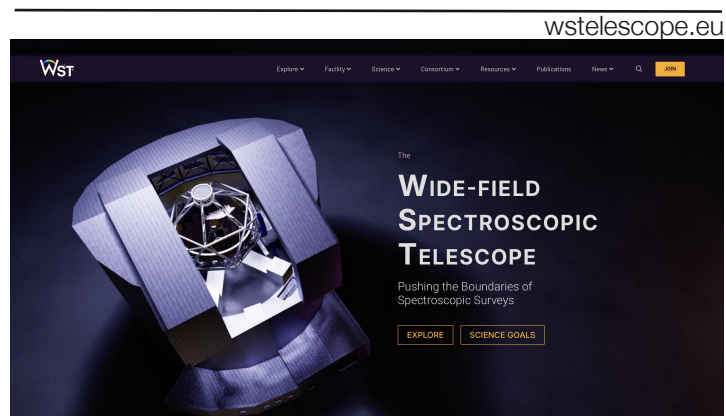 wstelescope.eu
WST
Explore Facility Science Consortium Resources Publications News JOIN
The
WIDE-FIELD
SPECTROSCOPIC
TELESCOPE
Pushing the Boundaries of
Spectroscopic Surveys
EXPLORE SCIENCE GOALS